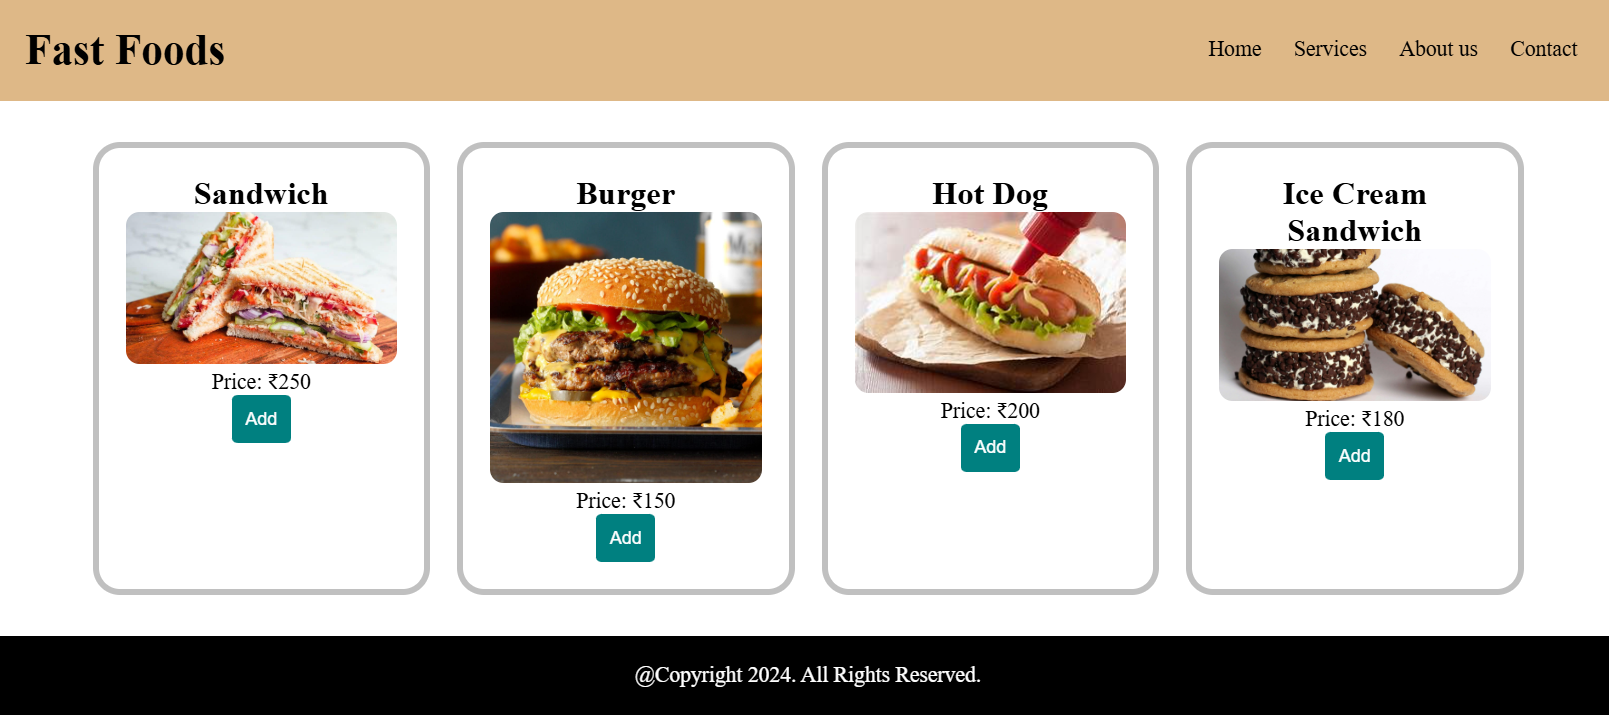 Fast Foods
Home Services About us Contact
Sandwich
Price: ₹250
Add
Burger
Price: ₹150
Add
Hot Dog
Price: ₹200
Add
Ice Cream
Sandwich
Price: ₹180
Add
@Copyright 2024. All Rights Reserved.